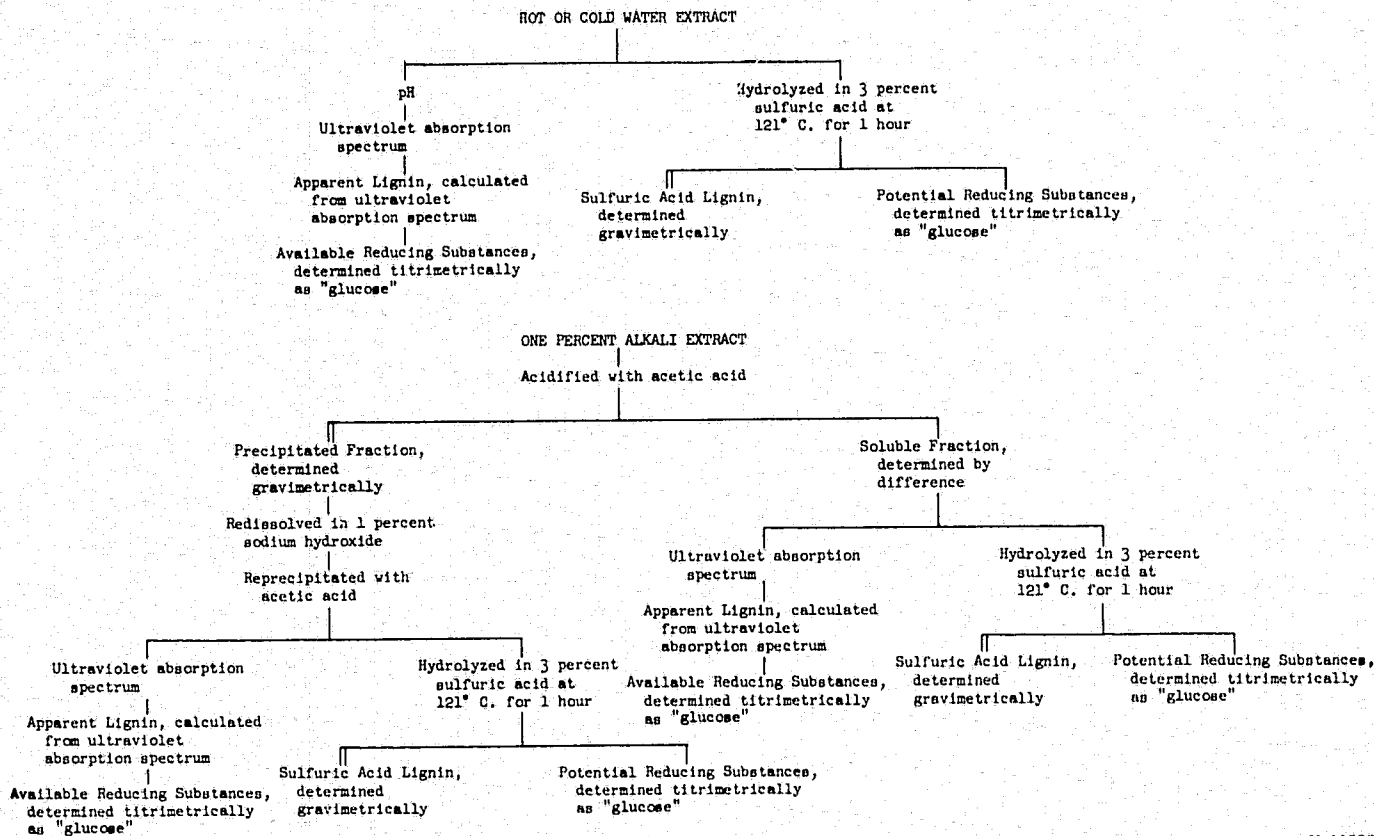 HOT OR COLD WATER EXTRACT
pH
Ultraviolet absorption
spectrum
Apparent Lignin, calculated
from ultraviolet
absorption spectrum
Available Reducing Substances,
determined titrimetrically
as "glucose"
Hydrolyzed in 3 percent
sulfuric acid at
121° C. for 1 hour
Sulfuric Acid Lignin,
determined
gravimetrically
Potential Reducing Substances,
determined titrimetrically
as "glucose"
ONE PERCENT ALKALI EXTRACT
Acidified with acetic acid
Precipitated Fraction,
determined
gravimetrically
Redissolved in 1 percent
sodium hydroxide
Reprecipitated with
acetic acid
Ultraviolet absorption
spectrum
Apparent Lignin, calculated
from ultraviolet
absorption spectrum
Available Reducing Substances,
determined titrimetrically
as "glucose"
Hydrolyzed in 3 percent
sulfuric acid at
121° C. for 1 hour
Sulfuric Acid Lignin,
determined
gravimetrically
Potential Reducing Substances,
determined titrimetrically
as "glucose"
Soluble Fraction,
determined by
difference
Ultraviolet absorption
spectrum
Apparent Lignin, calculated
from ultraviolet
absorption spectrum
Available Reducing Substances,
determined titrimetrically
as "glucose"
Hydrolyzed in 3 percent
sulfuric acid at
121° C. for 1 hour
Sulfuric Acid Lignin,
determined
gravimetrically
Potential Reducing Substances,
determined titrimetrically
as "glucose"